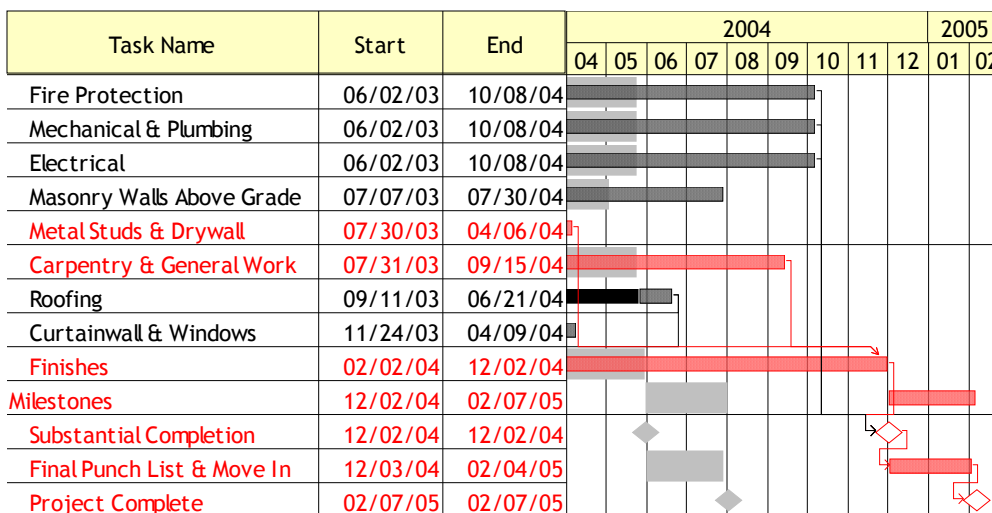 Task Name Start End 2004 2005
04 05 06 07 08 09 10 11 12 01 02
Fire Protection 06/02/03 10/08/04
Mechanical & Plumbing 06/02/03 10/08/04
Electrical 06/02/03 10/08/04
Masonry Walls Above Grade 07/07/03 07/30/04
Metal Studs & Drywall 07/30/03 04/06/04
Carpentry & General Work 07/31/03 09/15/04
Roofing 09/11/03 06/21/04
Curtainwall & Windows 11/24/03 04/09/04
Finishes 02/02/04 12/02/04
Milestones 12/02/04 02/07/05
Substantial Completion 12/02/04 12/02/04
Final Punch List & Move In 12/03/04 02/04/05
Project Complete 02/07/05 02/07/05